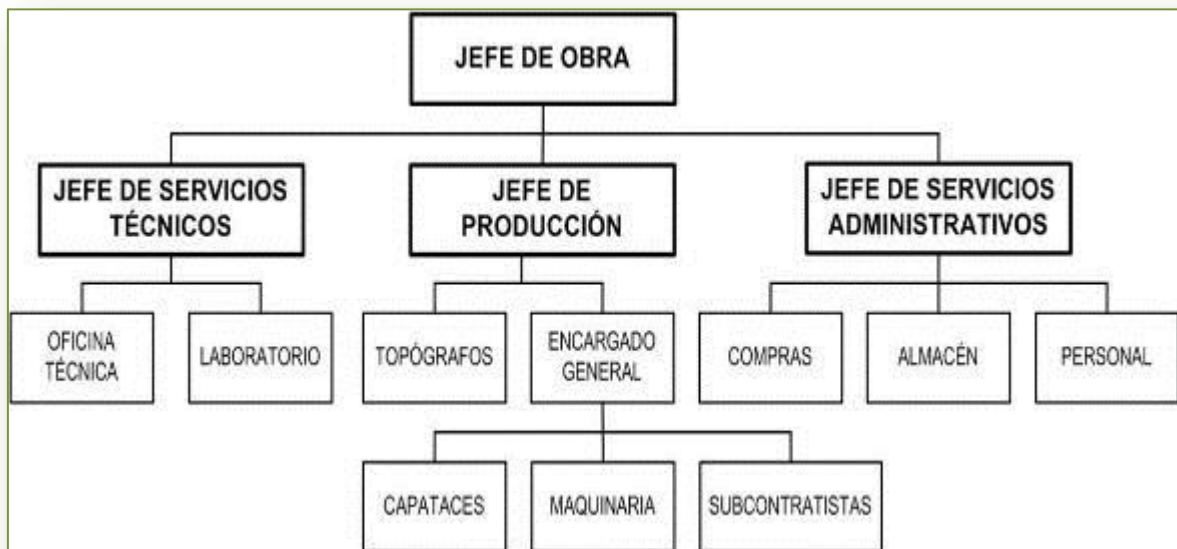 JEFE DE OBRA
JEFE DE SERVICIOS
TÉCNICOS
JEFE DE
PRODUCCIÓN
JEFE DE SERVICIOS
ADMINISTRATIVOS
OFICINA
TÉCNICA
LABORATORIO
TOPÓGRAFOS
ENCARGADO
GENERAL
COMPRAS
ALMACÉN
PERSONAL
CAPATACES
MAQUINARIA
SUBCONTRATISTAS